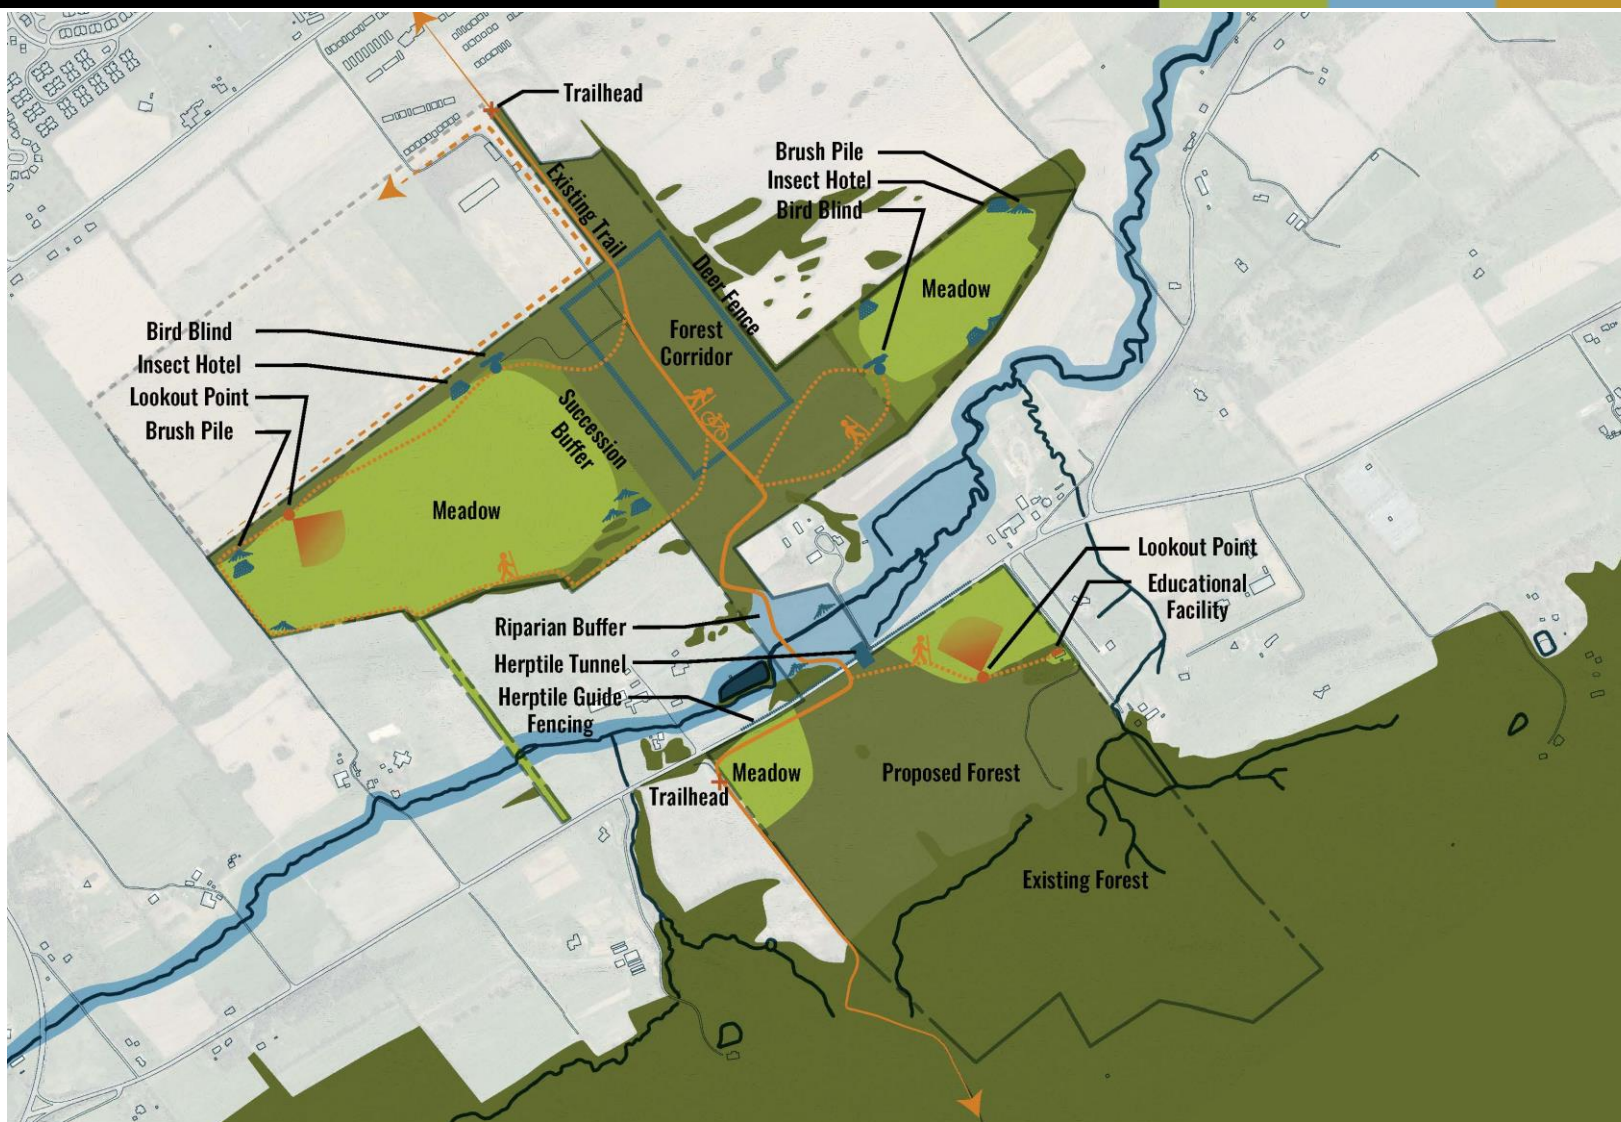 Trailhead
Existing Trail
Brush Pile
Insect Hotel
Bird Blind
Deer Fence
Meadow
Forest
Corridor
Bird Blind
Insect Hotel
Lookout Point
Brush Pile
Succession
Buffer
Meadow
Lookout Point
Educational
Facility
Riparian Buffer
Herptile Tunnel
Herptile Guide
Fencing
Meadow
Trailhead
Proposed Forest
Existing Forest